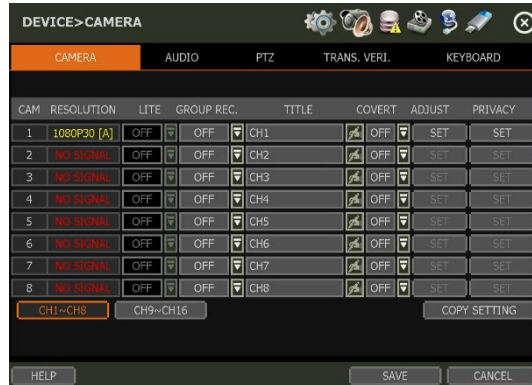 DEVICE>CAMERA
CAMERA AUDIO PTZ TRANS. VERI. KEYBOARD
CAM RESOLUTION LITE GROUP REC. TITLE COVERT ADJUST PRIVACY
1 1080P30 [A] OFF OFF CH1 OFF SET SET
2 NO SIGNAL OFF OFF CH2 OFF SET SET
3 NO SIGNAL OFF OFF CH3 OFF SET SET
4 NO SIGNAL OFF OFF CH4 OFF SET SET
5 NO SIGNAL OFF OFF CH5 OFF SET SET
6 NO SIGNAL OFF OFF CH6 OFF SET SET
7 NO SIGNAL OFF OFF CH7 OFF SET SET
8 NO SIGNAL OFF OFF CH8 OFF SET SET
CH1~CH8 CH9~CH16 COPY SETTING
HELP SAVE CANCEL